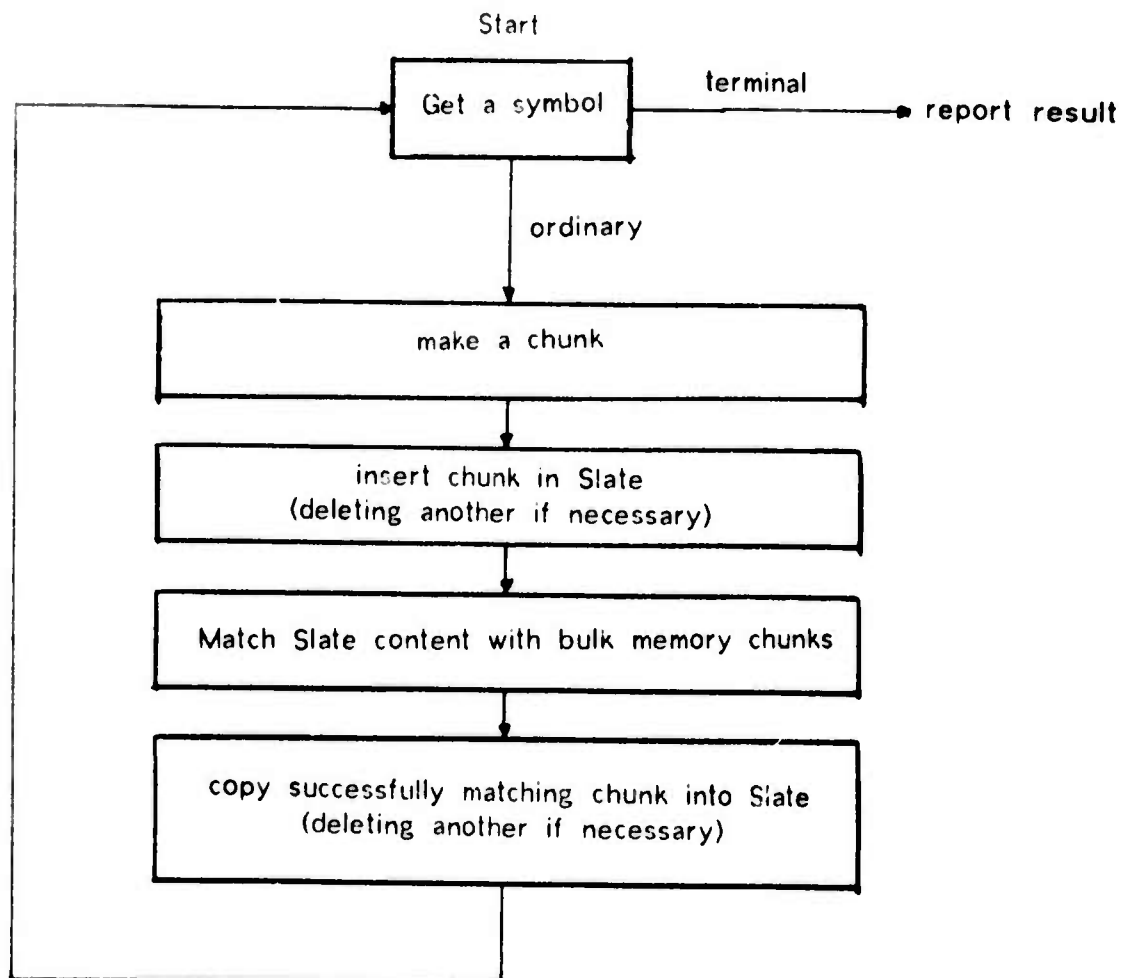 Start
Get a symbol
terminal
report result
ordinary
make a chunk
insert chunk in Slate
(deleting another if necessary)
Match Slate content with bulk memory chunks
copy successfully matching chunk into Slate
(deleting another if necessary)